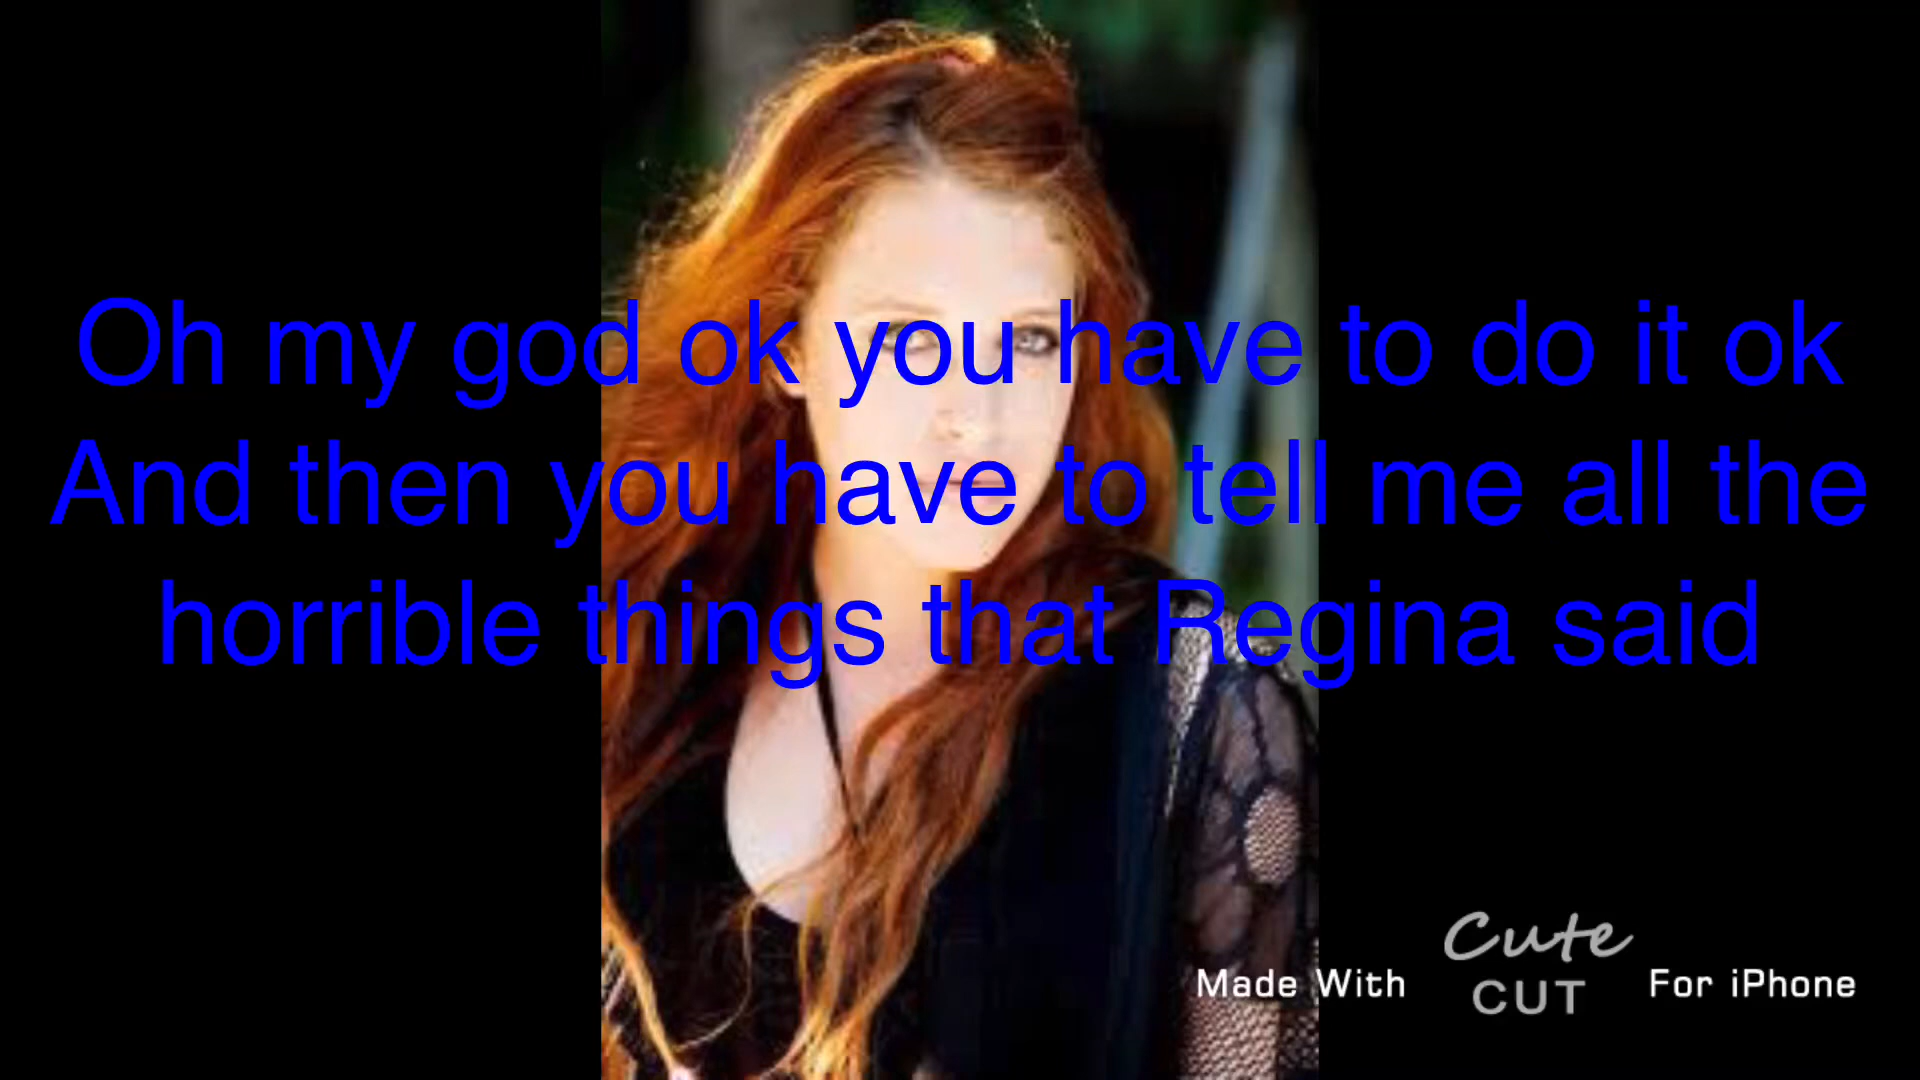 Oh my god ok you have to do it ok
And then you have to tell me all the
horrible things that Regina said
Made With Cute CUT For iPhone